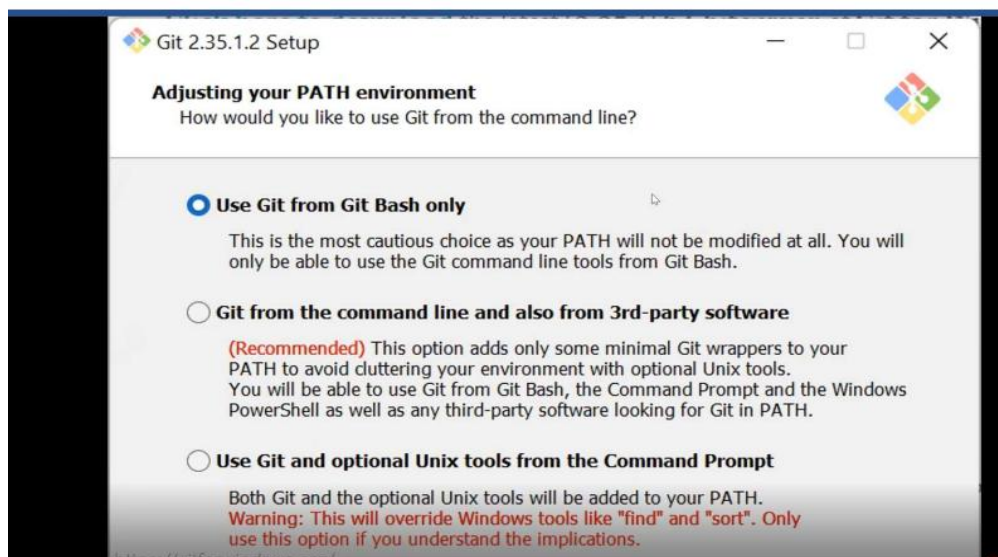 Git 2.35.1.2 Setup
Adjusting your PATH environment
How would you like to use Git from the command line?
Use Git from Git Bash only
This is the most cautious choice as your PATH will not be modified at all. You will
only be able to use the Git command line tools from Git Bash.
Git from the command line and also from 3rd-party software
(Recommended) This option adds only some minimal Git wrappers to your
PATH to avoid cluttering your environment with optional Unix tools.
You will be able to use Git from Git Bash, the Command Prompt and the Windows
PowerShell as well as any third-party software looking for Git in PATH.
Use Git and optional Unix tools from the Command Prompt
Both Git and the optional Unix tools will be added to your PATH.
Warning: This will override Windows tools like "find" and "sort". Only
use this option if you understand the implications.